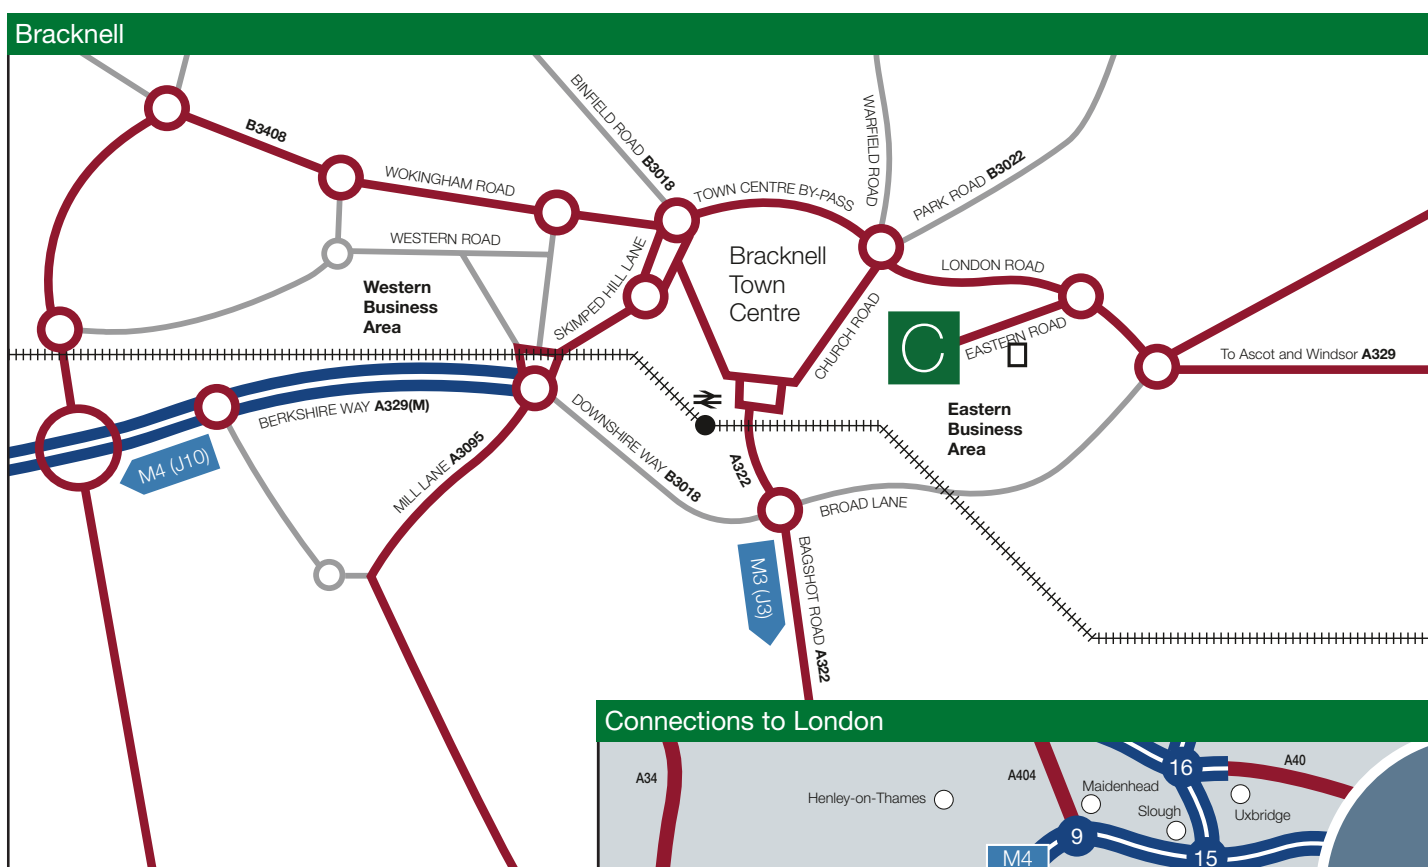 Bracknell
B3408
WOKINGHAM ROAD
WESTERN ROAD
Western
Business
Area
BINFIELD ROAD B3018
TOWN CENTRE BY-PASS
WARFIELD ROAD
PARK ROAD B3022
SKIMPED HILL LANE
Bracknell
Town
Centre
CHURCH ROAD
LONDON ROAD
C
EASTERN ROAD
To Ascot and Windsor A329
Eastern
Business
Area
BERKSHIRE WAY A329(M)
M4 (J10)
MILL LANE A3095
DOWNSHIRE WAY B3018
A322
BROAD LANE
M3 (J3)
BAGSHOT ROAD A322
Connections to London
A34
Henley-on-Thames
A404
Maidenhead
Slough
16
A40
Uxbridge
9
M4
15